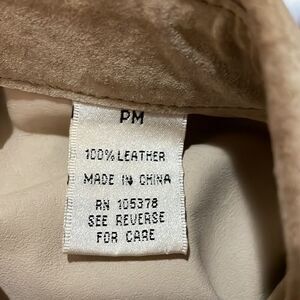 PM
100% LEATHER
MADE IN CHINA
RN 105378
SEE REVERSE
FOR CARE